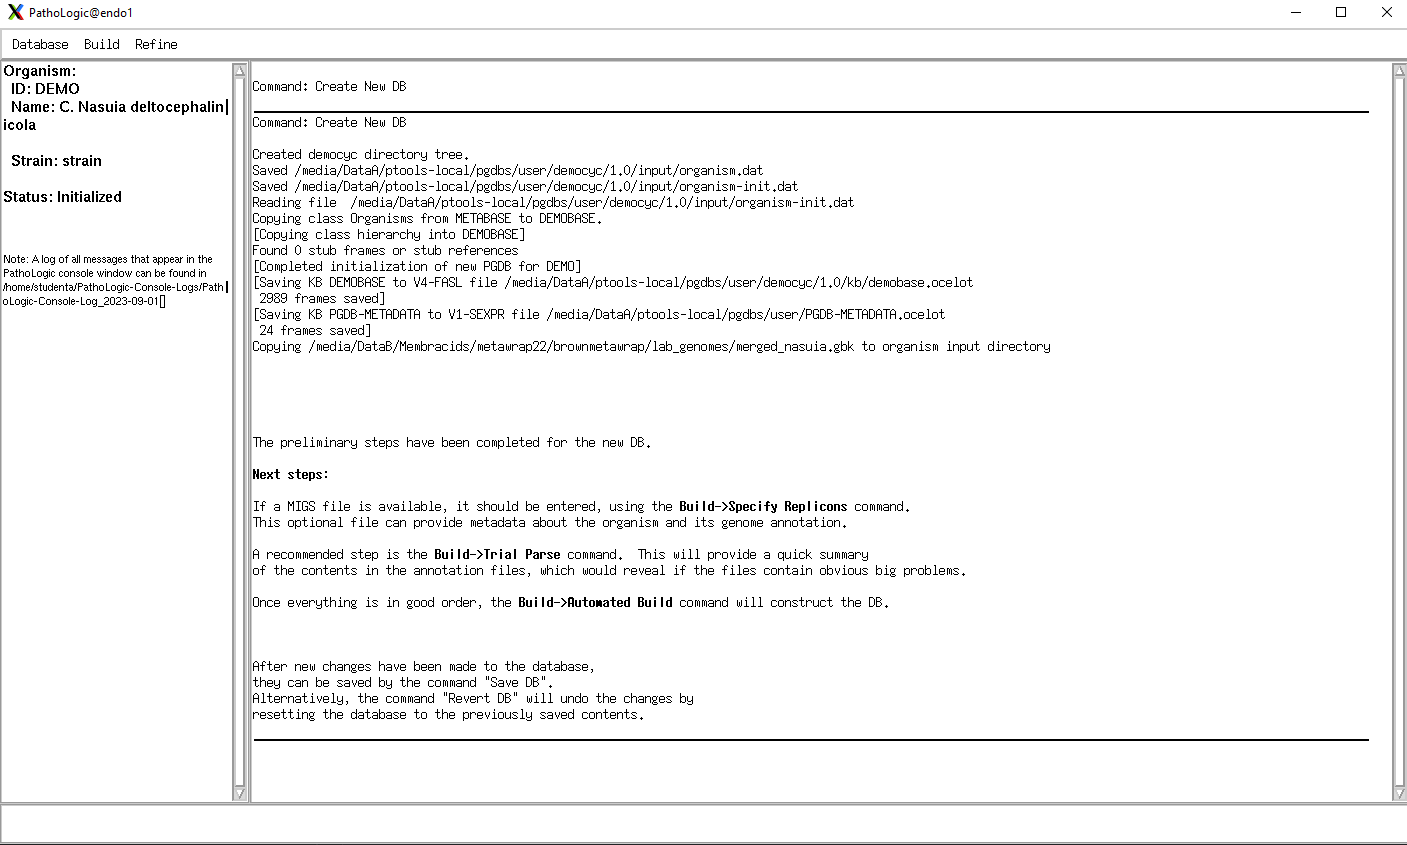 PathoLogic@endo1
Database Build Refine
Organism:
ID: DEMO
Name: C. Nasuia deltocephalin
icola
Strain: strain
Status: Initialized
Note: A log of all messages that appear in the
PathoLogic console window can be found in
/home/studenta/PathoLogic-Console-Logs/Path
oLogic-Console-Log_2023-09-01[]
Command: Create New DB
Command: Create New DB
Created democyc directory tree.
Saved /media/DataA/ptools-local/pgdbs/user/democyc/1.0/input/organism.dat
Saved /media/DataA/ptools-local/pgdbs/user/democyc/1.0/input/organism-init.dat
Reading file  /media/DataA/ptools-local/pgdbs/user/democyc/1.0/input/organism-init.dat
Copying class Organisms from METABASE to DEMOBASE.
[Copying class hierarchy into DEMOBASE]
Found 0 stub frames or stub references
[Completed initialization of new PGDB for DEMO]
[Saving KB DEMOBASE to V4-FASL file /media/DataA/ptools-local/pgdbs/user/democyc/1.0/kb/demobase.ocelot
2989 frames saved]
[Saving KB PGDB-METADATA to V1-SEXPR file /media/DataA/ptools-local/pgdbs/user/PGDB-METADATA.ocelot
24 frames saved]
Copying /media/DataB/Membracids/metawrap22/brownmetawrap/lab_genomes/merged_nasuia.gbk to organism input directory
The preliminary steps have been completed for the new DB.
Next steps:
If a MIGS file is available, it should be entered, using the Build->Specify Replicons command.
This optional file can provide metadata about the organism and its genome annotation.
A recommended step is the Build->Trial Parse command.  This will provide a quick summary
of the contents in the annotation files, which would reveal if the files contain obvious big problems.
Once everything is in good order, the Build->Automated Build command will construct the DB.
After new changes have been made to the database,
they can be saved by the command "Save DB".
Alternatively, the command "Revert DB" will undo the changes by
resetting the database to the previously saved contents.